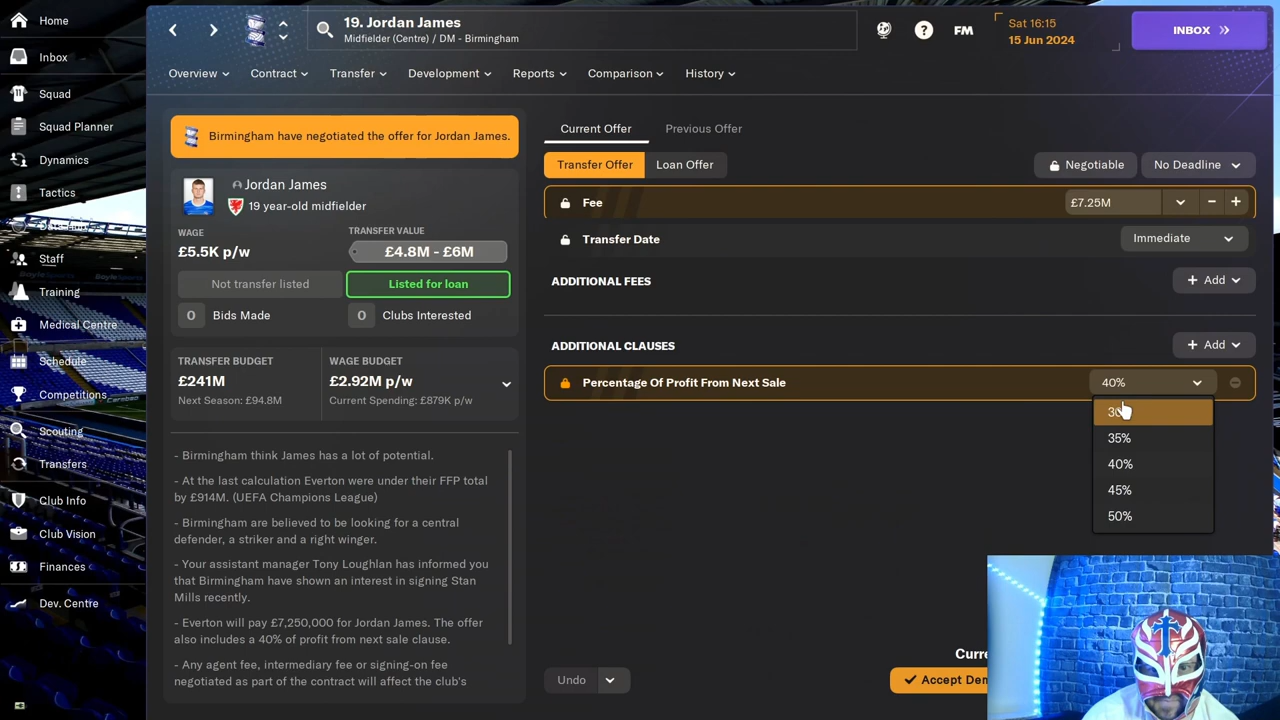 Home
Inbox
Squad
Squad Planner
Dynamics
Tactics
Staff
Training
Medical Centre
Schedule
Competitions
Scouting
Transfers
Club Info
Club Vision
Finances
Dev. Centre
19. Jordan James
Midfielder (Centre) / DM - Birmingham
?
FM
Sat 16:15
15 Jun 2024
INBOX
Overview
Contract
Transfer
Development
Reports
Comparison
History
Birmingham have negotiated the offer for Jordan James.
Jordan James
19 year-old midfielder
WAGE
£5.5K p/w
TRANSFER VALUE
£4.8M - £6M
Not transfer listed
Listed for loan
0 Bids Made
0 Clubs Interested
TRANSFER BUDGET
£241M
Next Season: £94.8M
WAGE BUDGET
£2.92M p/w
Current Spending: £879K p/w
- Birmingham think James has a lot of potential.
- At the last calculation Everton were under their FFP total
by £914M. (UEFA Champions League)
- Birmingham are believed to be looking for a central
defender, a striker and a right winger.
- Your assistant manager Tony Loughlan has informed you
that Birmingham have shown an interest in signing Stan
Mills recently.
- Everton will pay £7,250,000 for Jordan James. The offer
also includes a 40% of profit from next sale clause.
- Any agent fee, intermediary fee or signing-on fee
negotiated as part of the contract will affect the club's
Current Offer
Previous Offer
Transfer Offer
Loan Offer
Negotiable
No Deadline
Fee
£7.25M
Transfer Date
Immediate
ADDITIONAL FEES
Add
ADDITIONAL CLAUSES
Add
Percentage Of Profit From Next Sale
40%
35%
40%
45%
50%
Undo
Accept